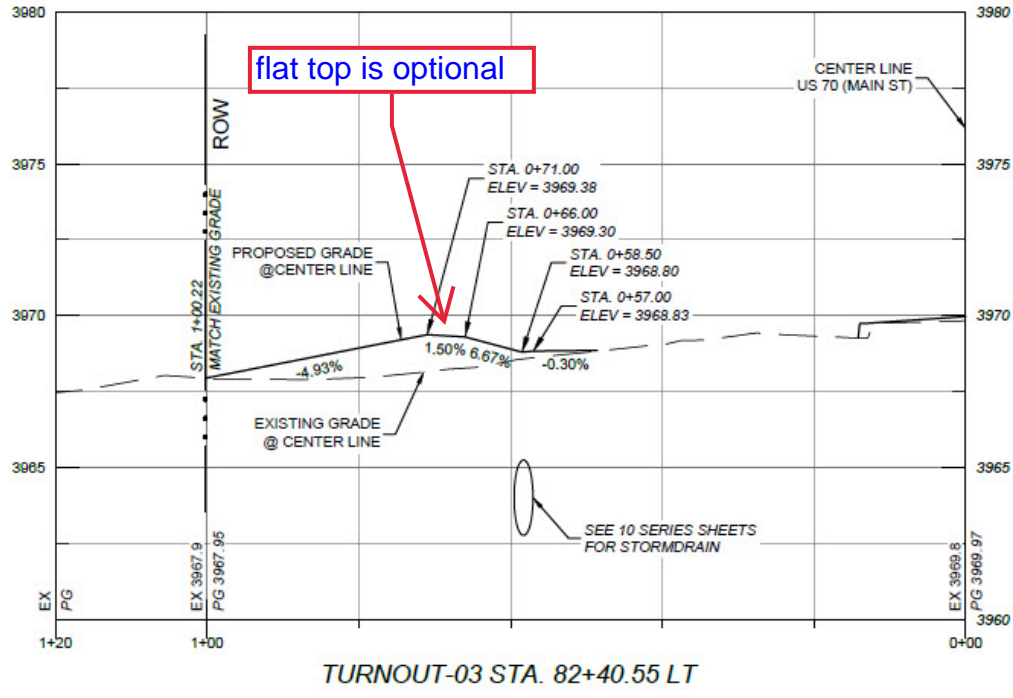 3980
3980
flat top is optional
CENTER LINE
US 70 (MAIN ST)
ROW
3975
3975
STA. 0+71.00
ELEV = 3969.38
STA. 0+66.00
ELEV = 3969.30
PROPOSED GRADE
@CENTER LINE
STA. 0+58.50
ELEV = 3968.80
STA. 0+57.00
ELEV = 3968.83
STA. 1+00.22
MATCH EXISTING GRADE
3970
3970
-4.93%
1.50%
6.67%
-0.30%
EXISTING GRADE
@ CENTER LINE
3965
3965
SEE 10 SERIES SHEETS
FOR STORMDRAIN
EX
PG
EX 3967.9
PG 3967.95
EX 3969.8
PG 3969.97
3960
1+20
1+00
0+00
TURNOUT-03 STA. 82+40.55 LT